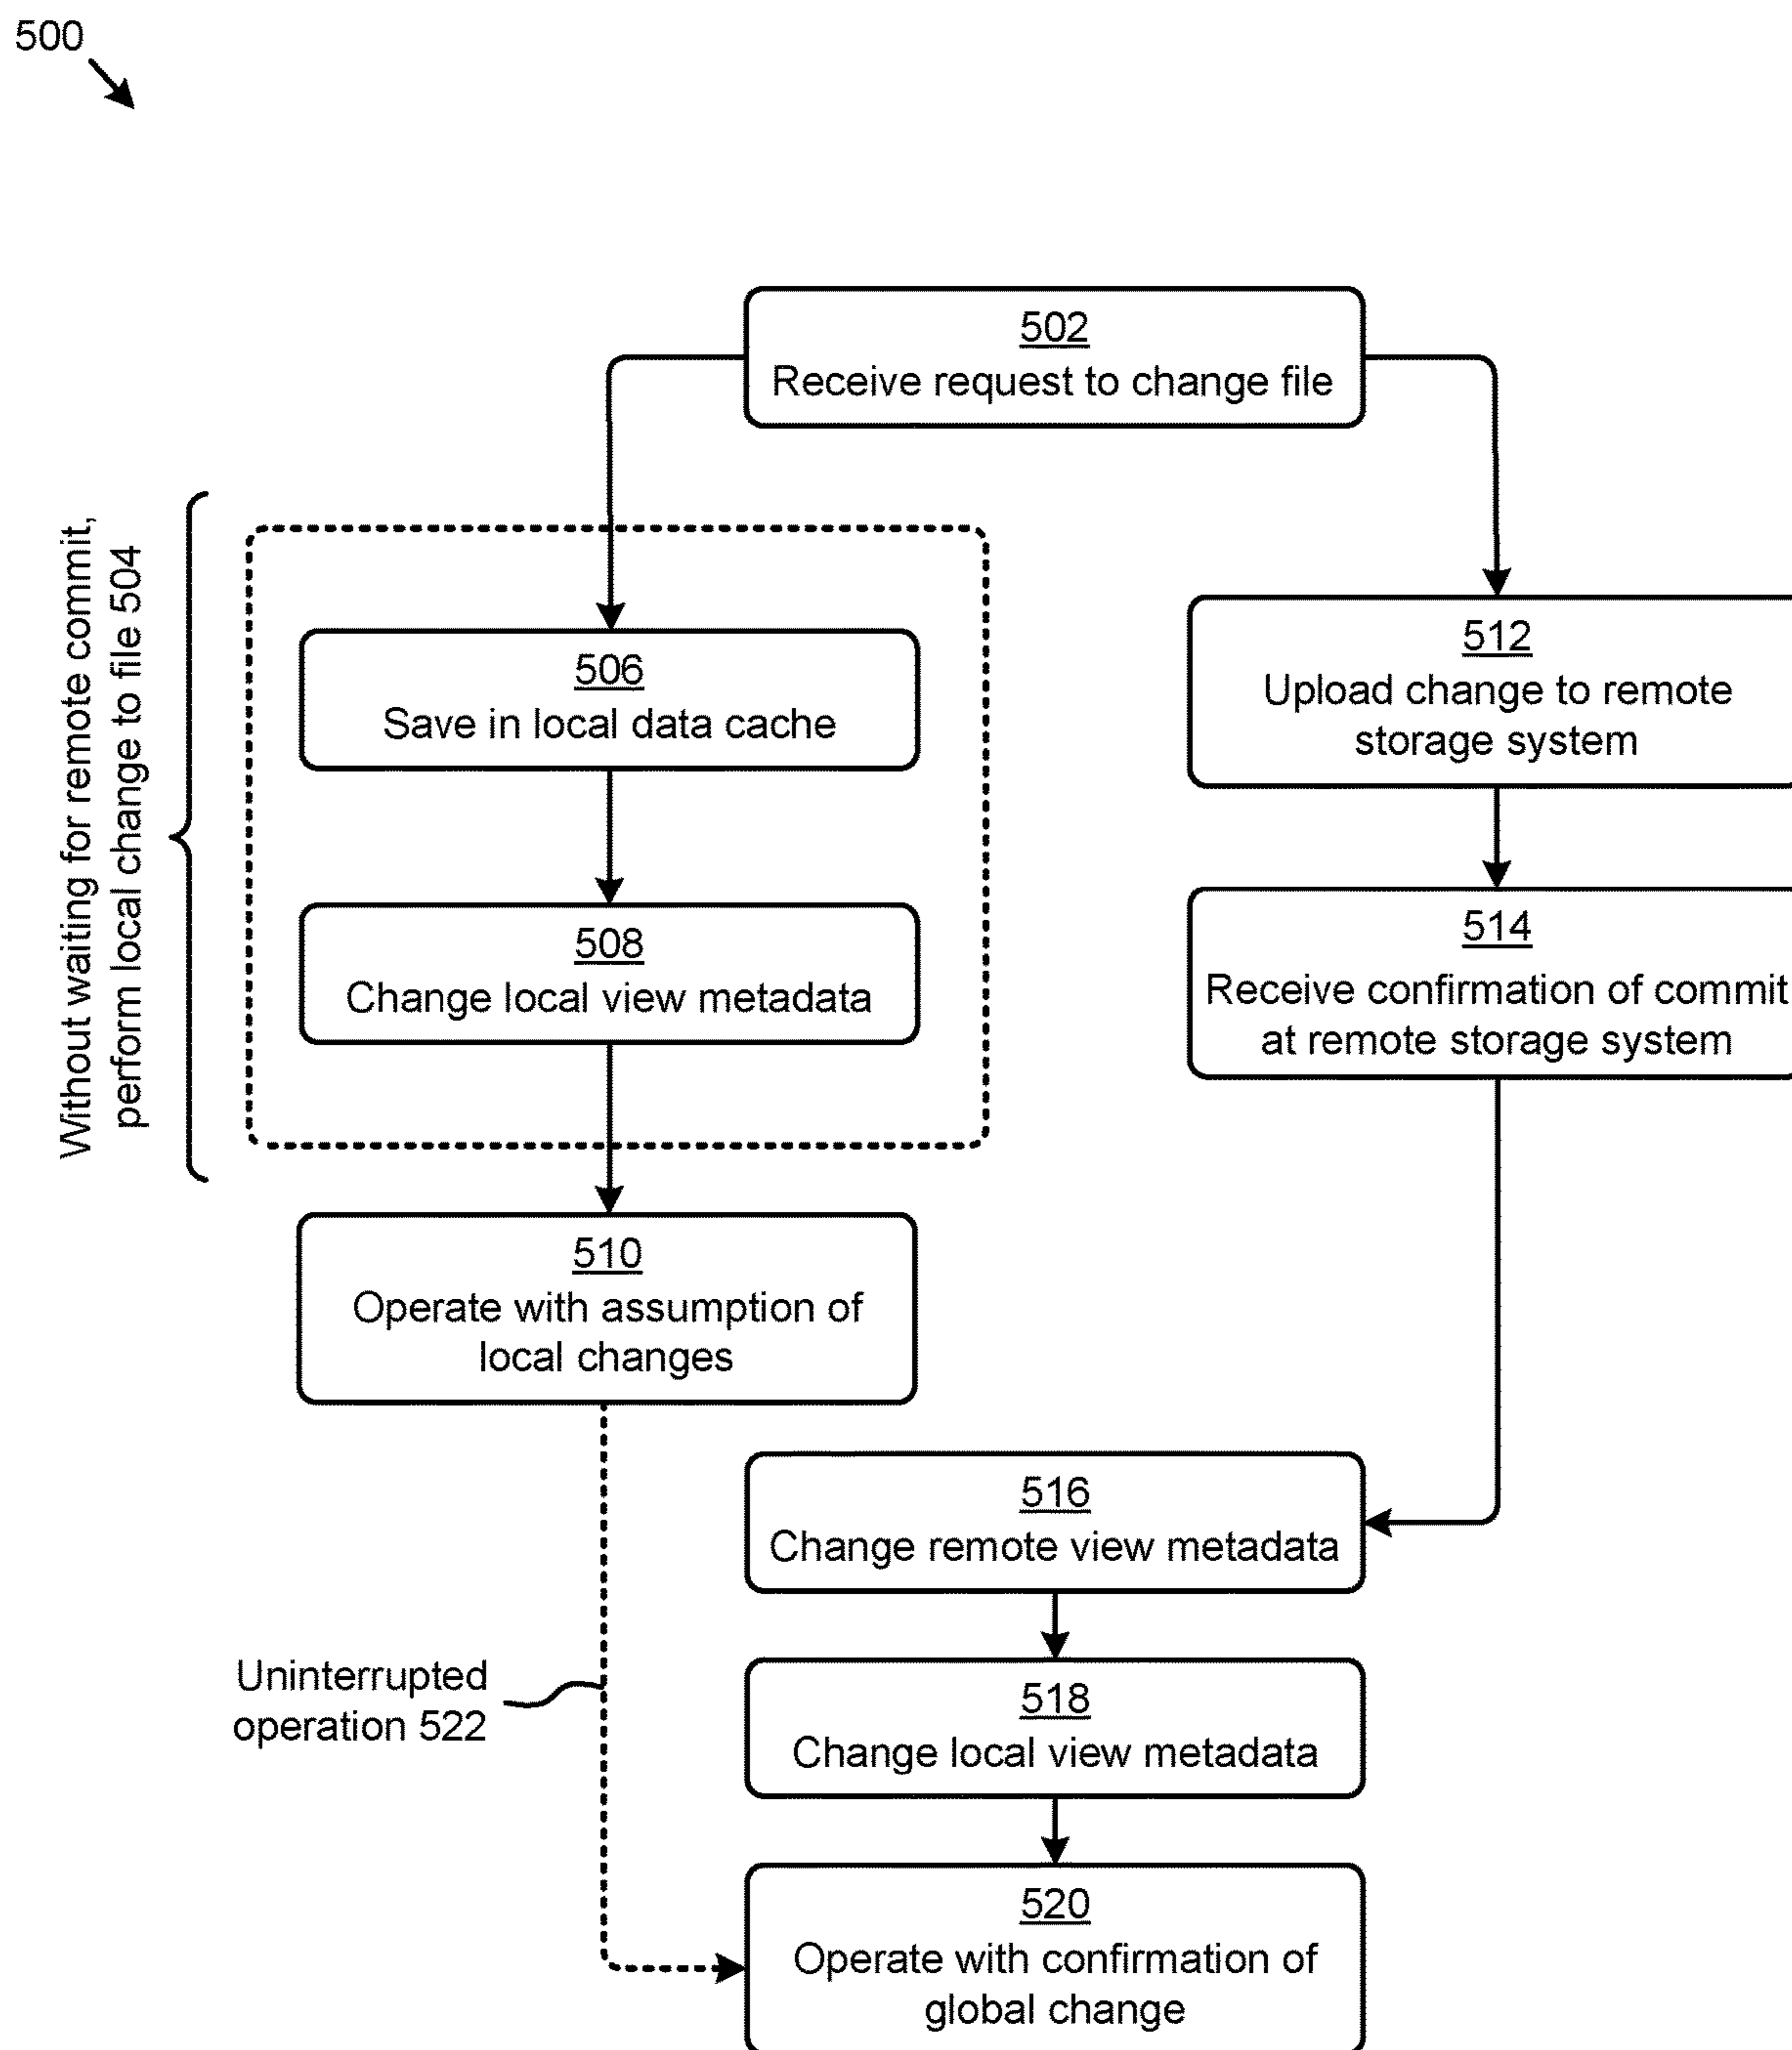 500
502
Receive request to change file
Without waiting for remote commit,
perform local change to file 504
506
Save in local data cache
508
Change local view metadata
510
Operate with assumption of
local changes
512
Upload change to remote
storage system
514
Receive confirmation of commit
at remote storage system
516
Change remote view metadata
518
Change local view metadata
Uninterrupted
operation 522
520
Operate with confirmation of
global change